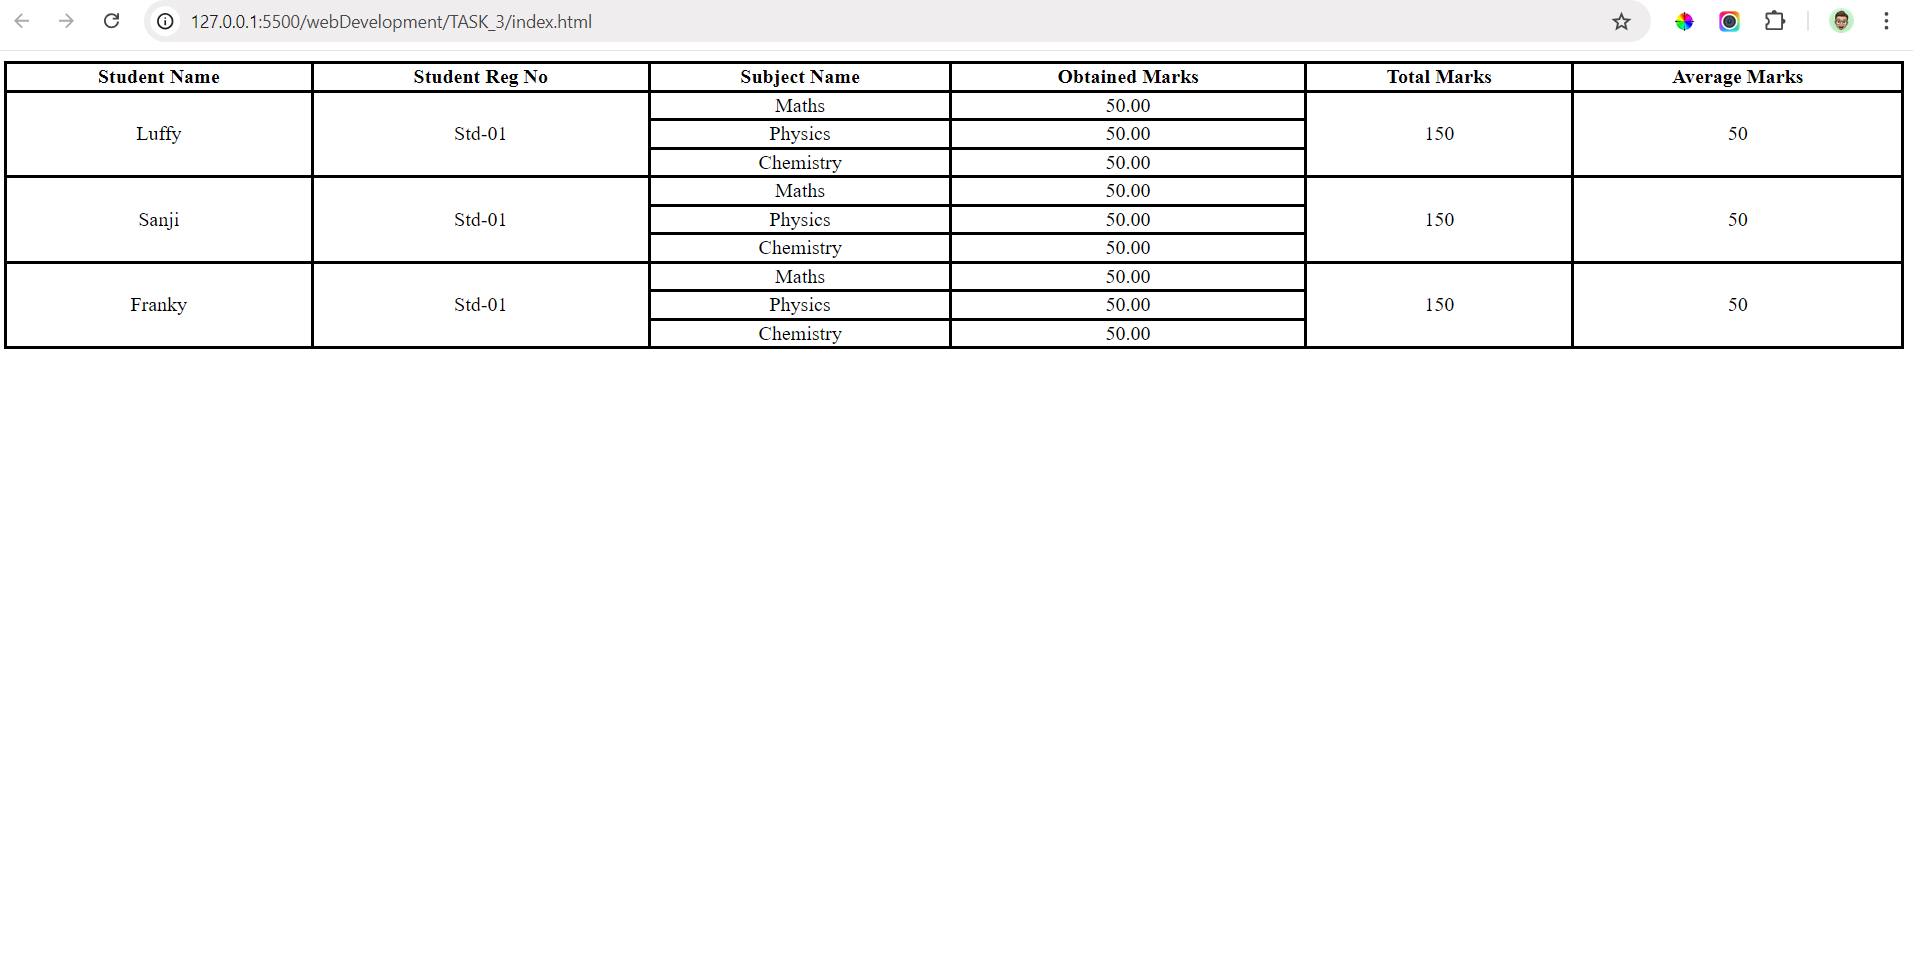 127.0.0.1:5500/webDevelopment/TASK_3/index.html
Student Name Student Reg No Subject Name Obtained Marks Total Marks Average Marks
Luffy Std-01 Maths 50.00 150 50
Physics 50.00
Chemistry 50.00
Sanji Std-01 Maths 50.00 150 50
Physics 50.00
Chemistry 50.00
Franky Std-01 Maths 50.00 150 50
Physics 50.00
Chemistry 50.00